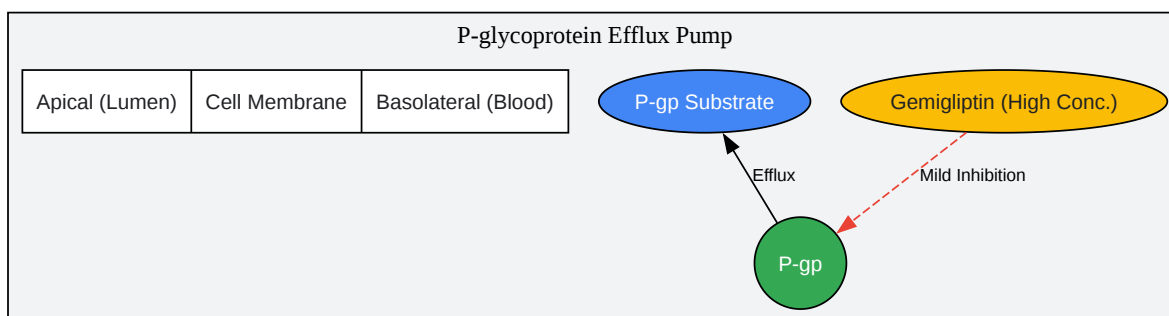 P-glycoprotein Efflux Pump
Apical (Lumen)
Cell Membrane
Basolateral (Blood)
P-gp Substrate
Gemigliptin (High Conc.)
Efflux
Mild Inhibition
P-gp